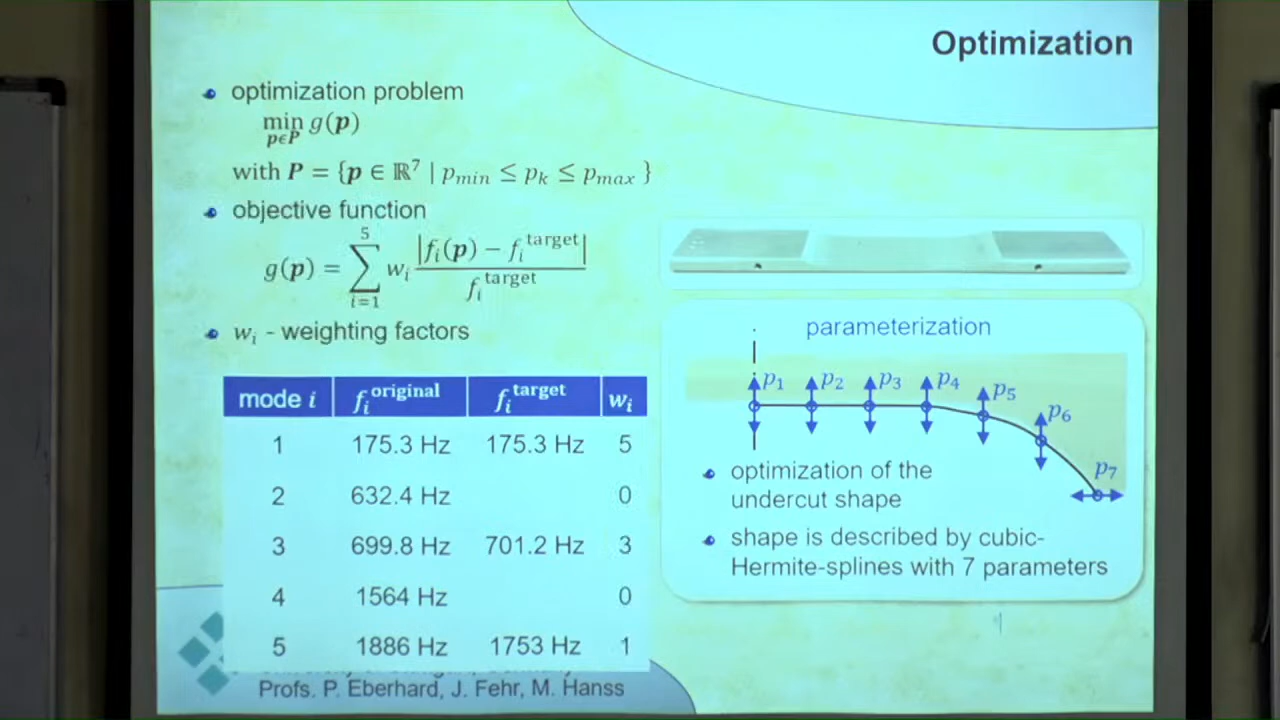 Optimization
optimization problem
min g(p)
p∈P
with P = {p ∈ ℝ⁷ | p_min ≤ p_k ≤ p_max }
objective function
g(p) = ∑_{i=1}^{5} w_i |f_i(p) − f_i^target| / f_i^target
w_i - weighting factors
mode i f_i^original f_i^target w_i
1 175.3 Hz 175.3 Hz 5
2 632.4 Hz 0
3 699.8 Hz 701.2 Hz 3
4 1564 Hz 0
5 1886 Hz 1753 Hz 1
Profs. P. Eberhard, J. Fehr, M. Hanss
parameterization
p₁ p₂ p₃ p₄ p₅ p₆ p₇
optimization of the
undercut shape
shape is described by cubic-
Hermite-splines with 7 parameters